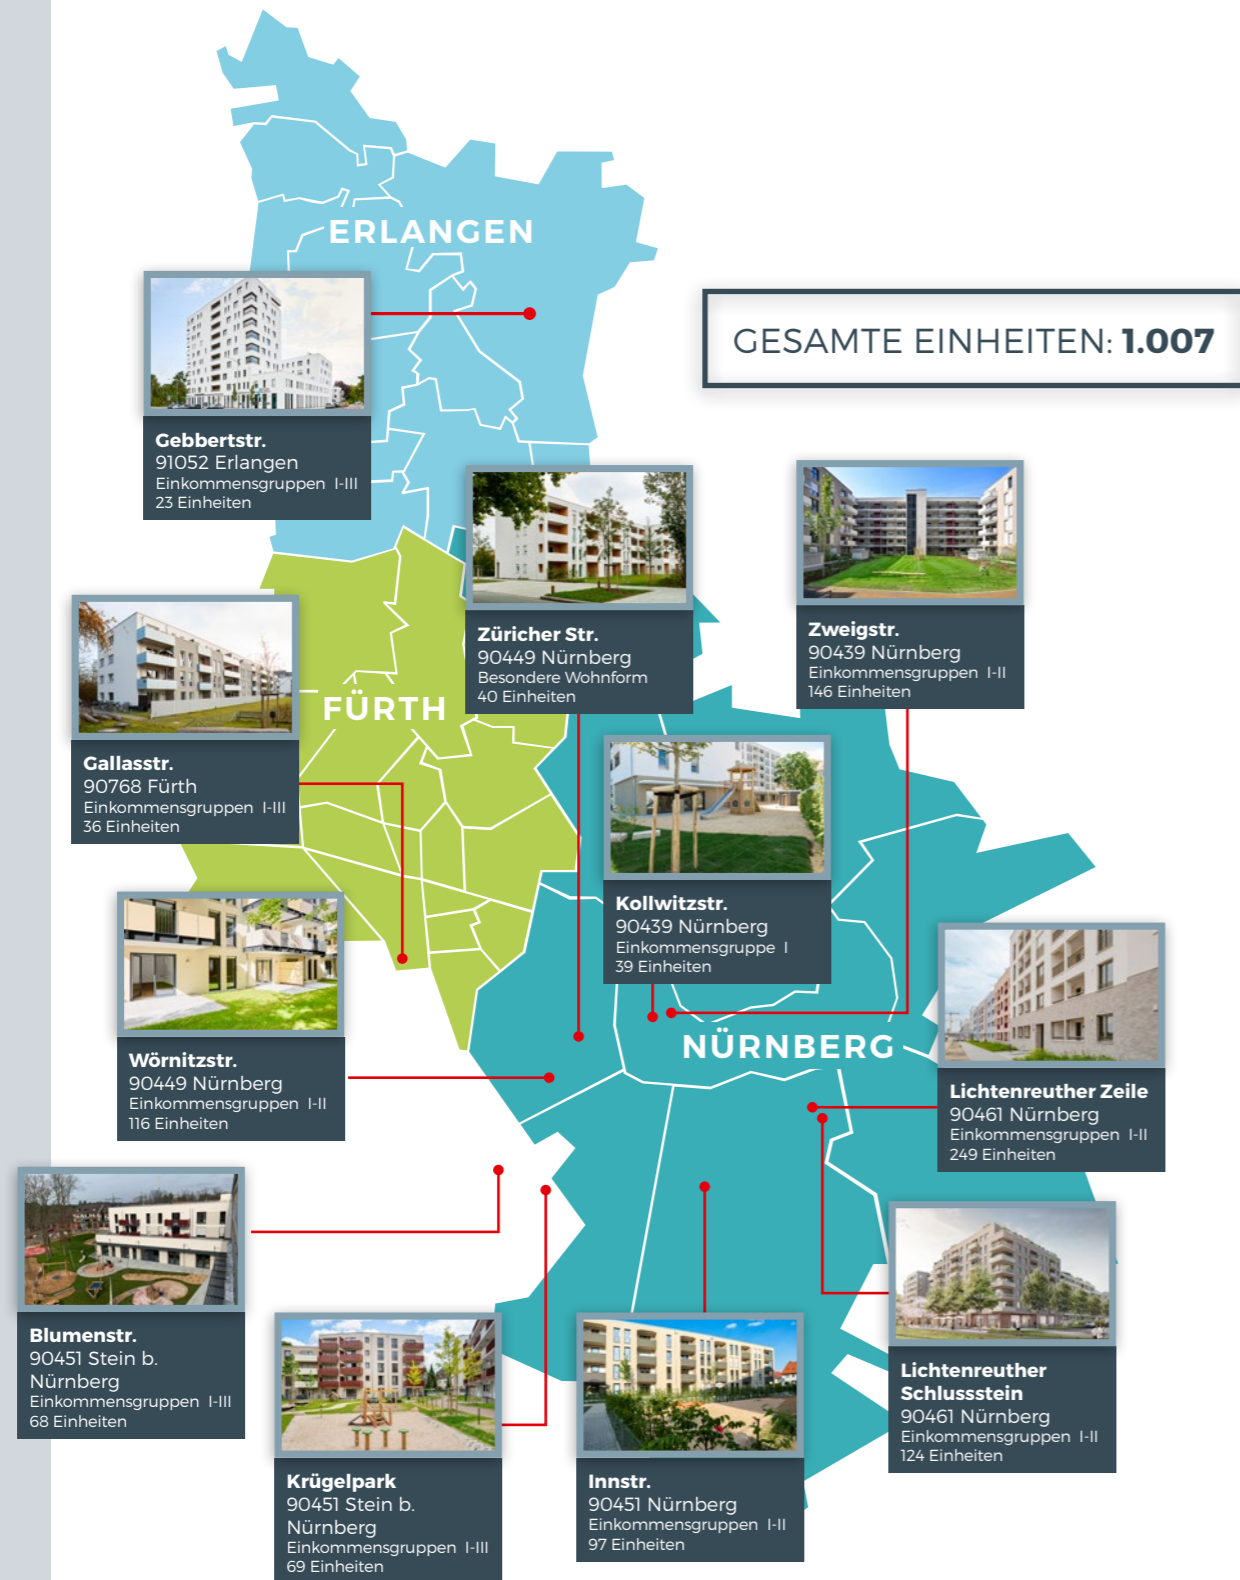 ERLANGEN
GESAMTE EINHEITEN: 1.007
Gebbertstr.
91052 Erlangen
Einkommensgruppen I-III
23 Einheiten
Züricher Str.
90449 Nürnberg
Besondere Wohnform
40 Einheiten
Zweigstr.
90439 Nürnberg
Einkommensgruppen I-II
146 Einheiten
FÜRTH
Gallasstr.
90768 Fürth
Einkommensgruppen I-III
36 Einheiten
Kollwitzstr.
90439 Nürnberg
Einkommensgruppe I
39 Einheiten
NÜRNBERG
Wörnitzstr.
90449 Nürnberg
Einkommensgruppen I-II
116 Einheiten
Lichtenreuther Zeile
90461 Nürnberg
Einkommensgruppen I-II
249 Einheiten
Blumenstr.
90451 Stein b.
Nürnberg
Einkommensgruppen I-III
68 Einheiten
Lichtenreuther
Schlussstein
90461 Nürnberg
Einkommensgruppen I-II
124 Einheiten
Krügelpark
90451 Stein b.
Nürnberg
Einkommensgruppen I-III
69 Einheiten
Innstr.
90451 Nürnberg
Einkommensgruppen I-II
97 Einheiten